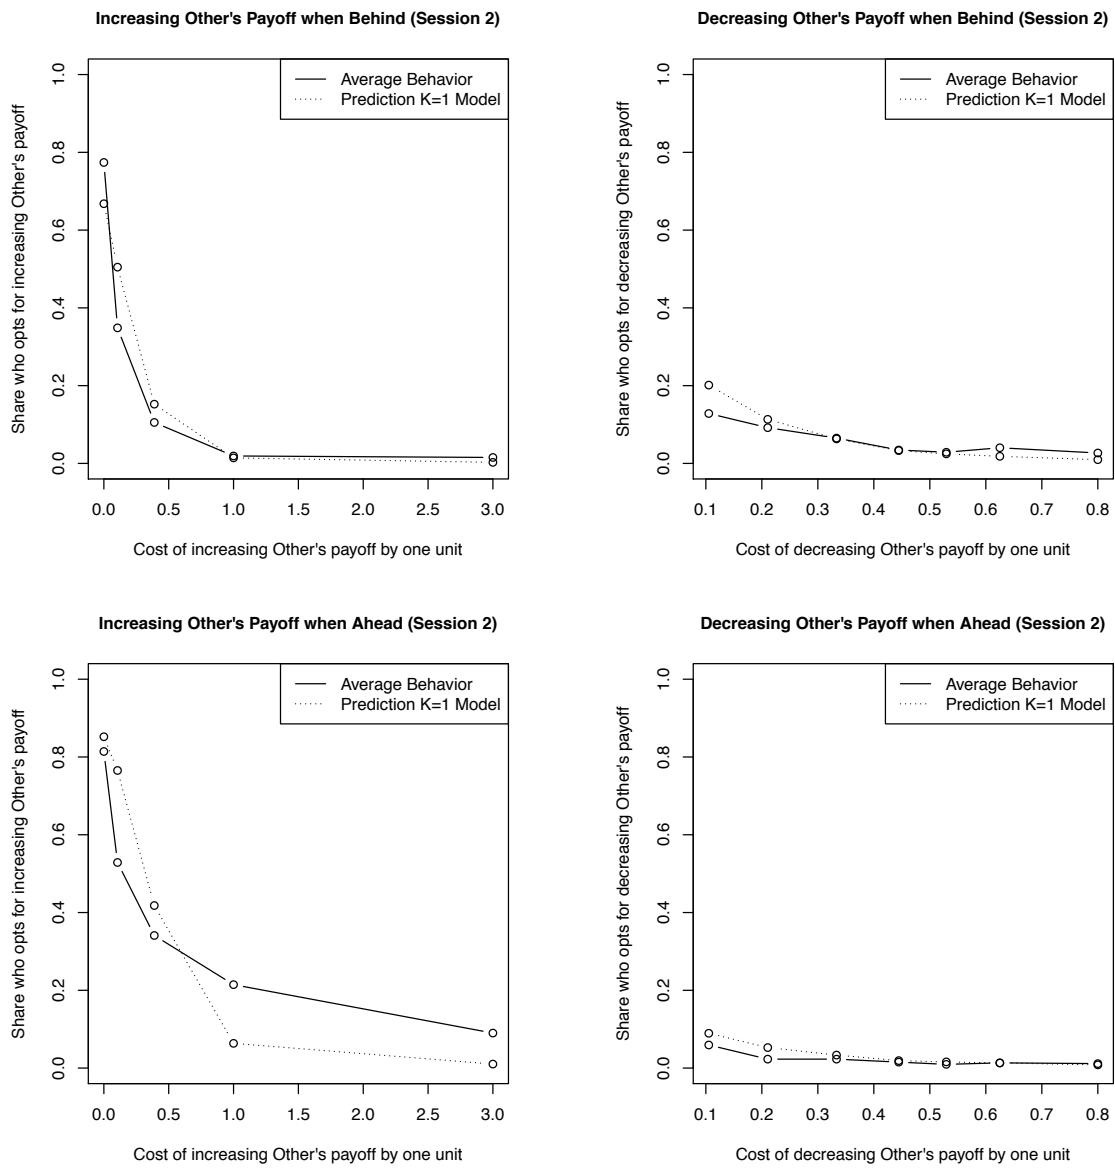 Increasing Other's Payoff when Behind (Session 2)
Share who opts for increasing Other's payoff
1.0
0.8
0.6
0.4
0.2
0.0
Average Behavior
Prediction K=1 Model
0.0 0.5 1.0 1.5 2.0 2.5 3.0
Cost of increasing Other's payoff by one unit
Decreasing Other's Payoff when Behind (Session 2)
Share who opts for decreasing Other's payoff
1.0
0.8
0.6
0.4
0.2
0.0
Average Behavior
Prediction K=1 Model
0.1 0.2 0.3 0.4 0.5 0.6 0.7 0.8
Cost of decreasing Other's payoff by one unit
Increasing Other's Payoff when Ahead (Session 2)
Share who opts for increasing Other's payoff
1.0
0.8
0.6
0.4
0.2
0.0
Average Behavior
Prediction K=1 Model
0.0 0.5 1.0 1.5 2.0 2.5 3.0
Cost of increasing Other's payoff by one unit
Decreasing Other's Payoff when Ahead (Session 2)
Share who opts for decreasing Other's payoff
1.0
0.8
0.6
0.4
0.2
0.0
Average Behavior
Prediction K=1 Model
0.1 0.2 0.3 0.4 0.5 0.6 0.7 0.8
Cost of decreasing Other's payoff by one unit